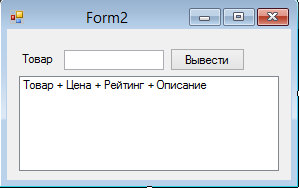 Form2
Товар
Вывести
Товар + Цена + Рейтинг + Описание